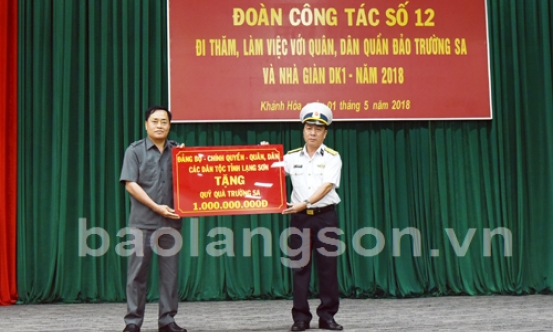 ĐOÀN CÔNG TÁC SỐ 12
ĐI THĂM, LÀM VIỆC VỚI QUÂN, DÂN QUẦN ĐẢO TRƯỜNG SA
VÀ NHÀ GIÀN DK1 - NĂM 2018
Khánh Hòa, 01 tháng 5 năm 2018
ĐẢNG BỘ - CHÍNH QUYỀN - QUÂN, DÂN
CÁC DÂN TỘC TỈNH LẠNG SƠN
TẶNG
QUỸ QUÀ TRƯỜNG SA
1.000.000.000Đ
baolangson.vn